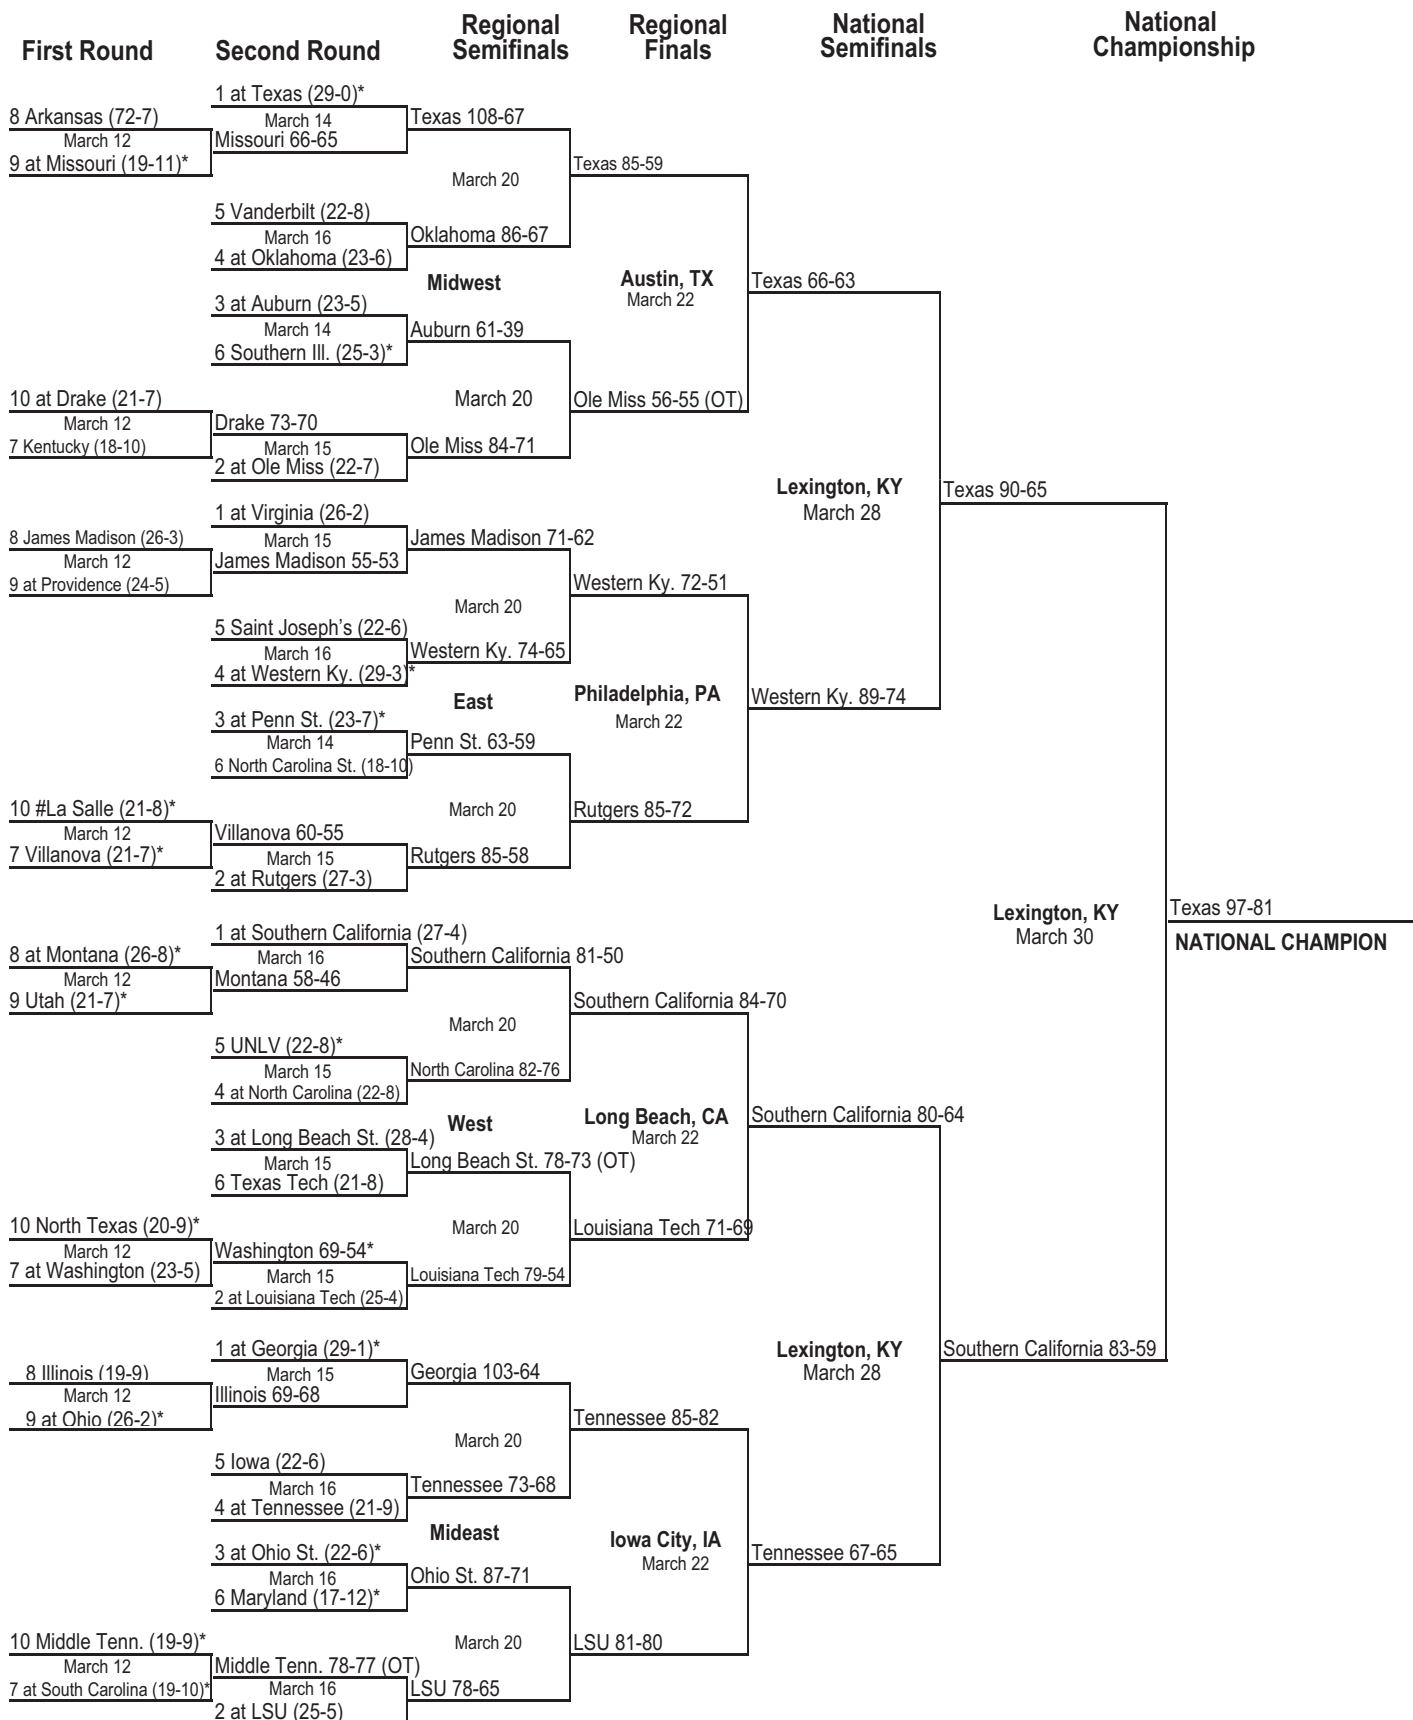 First Round
Second Round
Regional
Semifinals
Regional
Finals
National
Semifinals
National
Championship
8 Arkansas (72-7)
March 12
9 at Missouri (19-11)*
1 at Texas (29-0)*
March 14
Missouri 66-65
Texas 108-67
March 20
5 Vanderbilt (22-8)
March 16
4 at Oklahoma (23-6)
Oklahoma 86-67
Texas 85-59
Midwest
Austin, TX
March 22
3 at Auburn (23-5)
March 14
6 Southern Ill. (25-3)*
Auburn 61-39
10 at Drake (21-7)
March 12
7 Kentucky (18-10)
Drake 73-70
March 15
2 at Ole Miss (22-7)
March 20
Ole Miss 84-71
Ole Miss 56-55 (OT)
Texas 66-63
8 James Madison (26-3)
March 12
9 at Providence (24-5)
1 at Virginia (26-2)
March 15
James Madison 55-53
James Madison 71-62
March 20
5 Saint Joseph's (22-6)
March 16
4 at Western Ky. (29-3)*
Western Ky. 74-65
Western Ky. 72-51
East
Philadelphia, PA
March 22
3 at Penn St. (23-7)*
March 14
6 North Carolina St. (18-10)
Penn St. 63-59
10 #La Salle (21-8)*
March 12
7 Villanova (21-7)*
Villanova 60-55
March 15
2 at Rutgers (27-3)
March 20
Rutgers 85-58
Rutgers 85-72
Western Ky. 89-74
Lexington, KY
March 28
Texas 90-65
8 at Montana (26-8)*
March 12
9 Utah (21-7)*
1 at Southern California (27-4)
March 16
Montana 58-46
Southern California 81-50
March 20
5 UNLV (22-8)*
March 15
4 at North Carolina (22-8)
North Carolina 82-76
Southern California 84-70
West
Long Beach, CA
March 22
3 at Long Beach St. (28-4)
March 15
6 Texas Tech (21-8)
Long Beach St. 78-73 (OT)
10 North Texas (20-9)*
March 12
7 at Washington (23-5)
Washington 69-54*
March 15
2 at Louisiana Tech (25-4)
March 20
Louisiana Tech 79-54
Louisiana Tech 71-69
Southern California 80-64
8 Illinois (19-9)
March 12
9 at Ohio (26-2)*
1 at Georgia (29-1)*
March 15
Illinois 69-68
Georgia 103-64
March 20
5 Iowa (22-6)
March 16
4 at Tennessee (21-9)
Tennessee 73-68
Tennessee 85-82
Mideast
Iowa City, IA
March 22
3 at Ohio St. (22-6)*
March 16
6 Maryland (17-12)*
Ohio St. 87-71
10 Middle Tenn. (19-9)*
March 12
7 at South Carolina (19-10)*
Middle Tenn. 78-77 (OT)
March 16
2 at LSU (25-5)
March 20
LSU 78-65
LSU 81-80
Tennessee 67-65
Lexington, KY
March 28
Southern California 83-59
Lexington, KY
March 30
Texas 97-81
NATIONAL CHAMPION